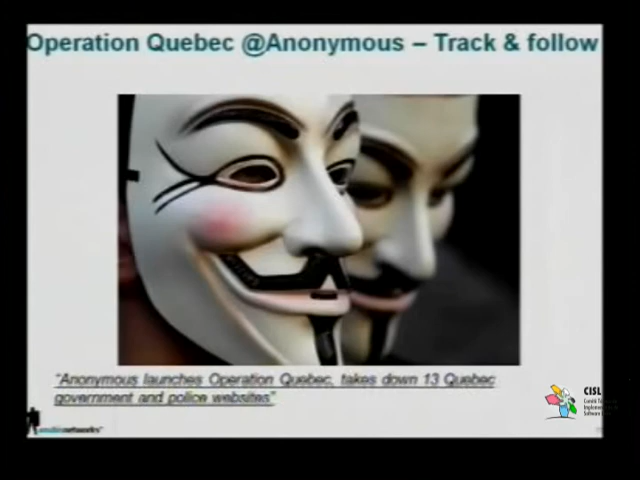 Operation Quebec @Anonymous – Track & follow
"Anonymous launches Operation Quebec, takes down 13 Quebec
government and police websites"
CISL